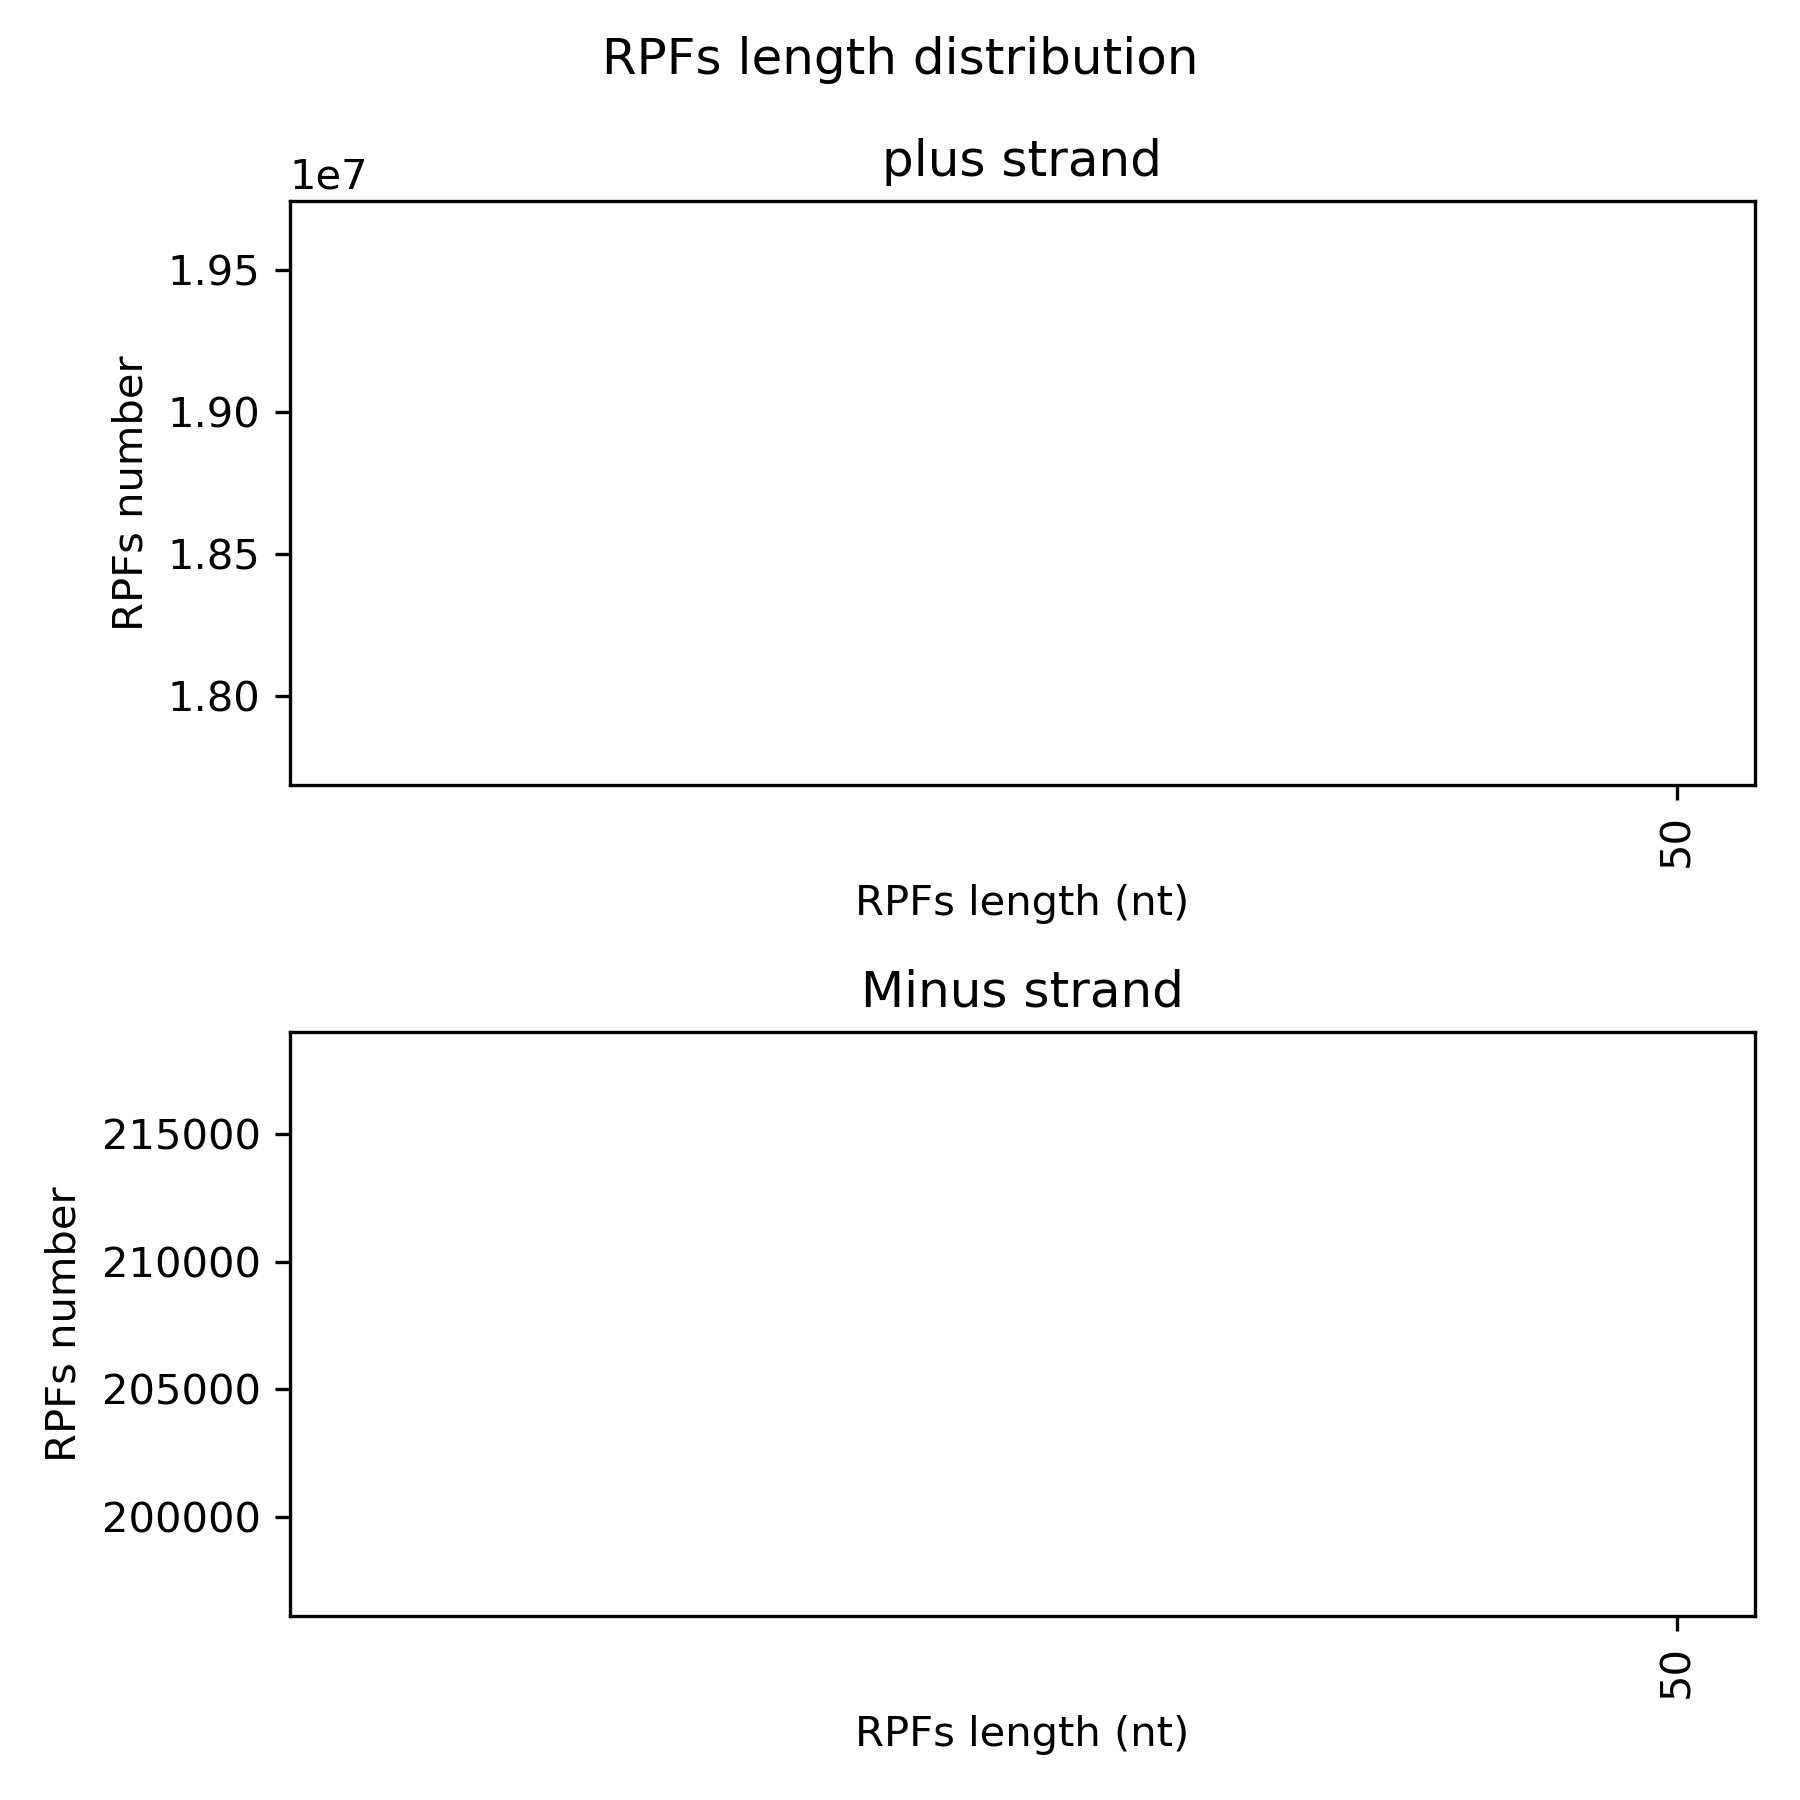 RPFs length distribution
plus strand
1e7
1.95
1.90
1.85
1.80
RPFs number
50
RPFs length (nt)
Minus strand
215000
210000
205000
200000
RPFs number
50
RPFs length (nt)